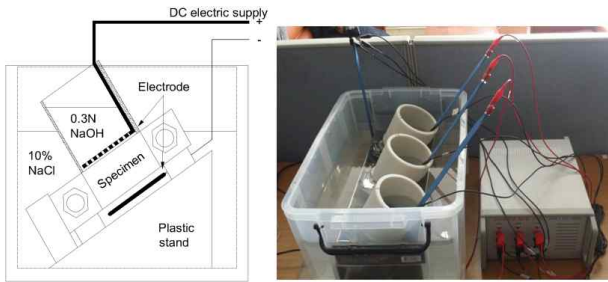 DC electric supply
+
-
Electrode
0.3N
NaOH
10%
NaCl
Specimen
Plastic
stand